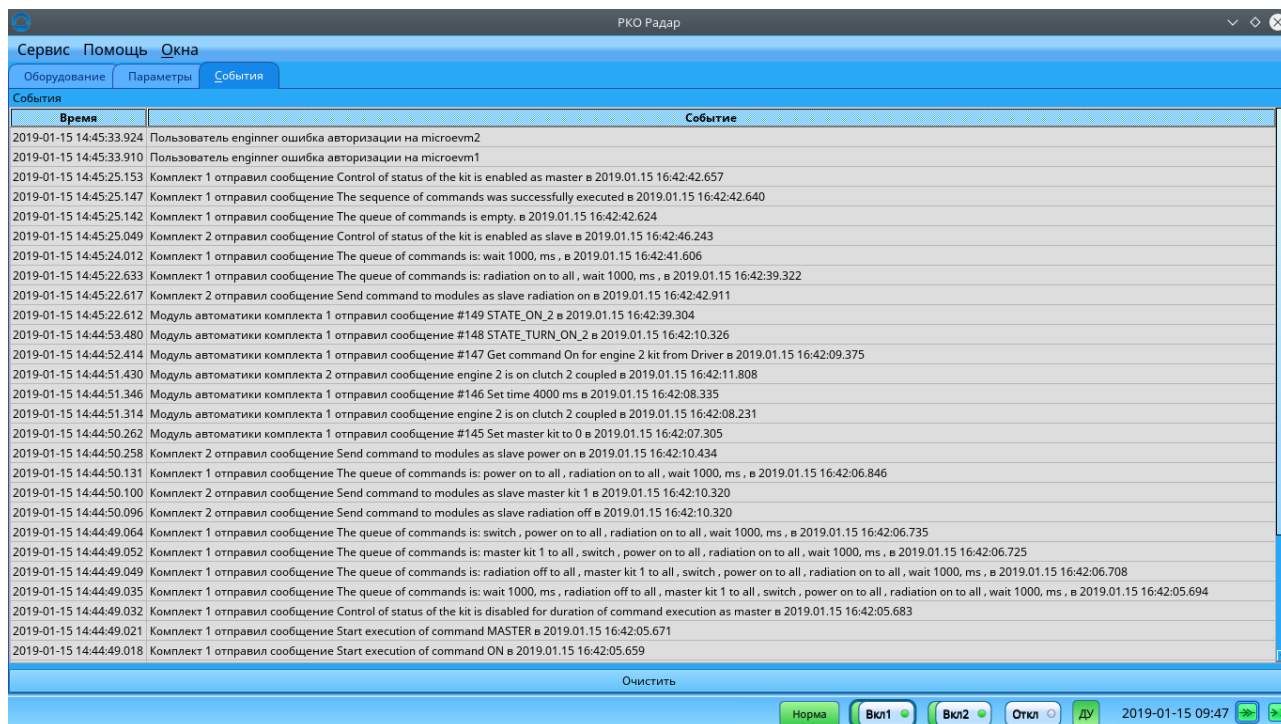 РКО Радар
Сервис Помощь Окна
Оборудование Параметры События
События
Время Событие
2019-01-15 14:45:33.924 Пользователь enginner ошибка авторизации на microevm2
2019-01-15 14:45:33.910 Пользователь enginner ошибка авторизации на microevm1
2019-01-15 14:45:25.153 Комплект 1 отправил сообщение Control of status of the kit is enabled as master в 2019.01.15 16:42:42.657
2019-01-15 14:45:25.147 Комплект 1 отправил сообщение The sequence of commands was successfully executed в 2019.01.15 16:42:42.640
2019-01-15 14:45:25.142 Комплект 1 отправил сообщение The queue of commands is empty. в 2019.01.15 16:42:42.624
2019-01-15 14:45:25.049 Комплект 2 отправил сообщение Control of status of the kit is enabled as slave в 2019.01.15 16:42:46.243
2019-01-15 14:45:24.012 Комплект 1 отправил сообщение The queue of commands is: wait 1000, ms , в 2019.01.15 16:42:41.606
2019-01-15 14:45:22.633 Комплект 1 отправил сообщение The queue of commands is: radiation on to all , wait 1000, ms , в 2019.01.15 16:42:39.322
2019-01-15 14:45:22.617 Комплект 2 отправил сообщение Send command to modules as slave radiation on в 2019.01.15 16:42:42.911
2019-01-15 14:45:22.612 Модуль автоматики комплекта 1 отправил сообщение #149 STATE_ON_2 в 2019.01.15 16:42:39.304
2019-01-15 14:44:53.480 Модуль автоматики комплекта 1 отправил сообщение #148 STATE_TURN_ON_2 в 2019.01.15 16:42:10.326
2019-01-15 14:44:52.414 Модуль автоматики комплекта 1 отправил сообщение #147 Get command On for engine 2 kit from Driver в 2019.01.15 16:42:09.375
2019-01-15 14:44:51.430 Модуль автоматики комплекта 2 отправил сообщение engine 2 is on clutch 2 coupled в 2019.01.15 16:42:11.808
2019-01-15 14:44:51.346 Модуль автоматики комплекта 1 отправил сообщение #146 Set time 4000 ms в 2019.01.15 16:42:08.335
2019-01-15 14:44:51.314 Модуль автоматики комплекта 1 отправил сообщение engine 2 is on clutch 2 coupled в 2019.01.15 16:42:08.231
2019-01-15 14:44:50.262 Модуль автоматики комплекта 1 отправил сообщение #145 Set master kit to 0 в 2019.01.15 16:42:07.305
2019-01-15 14:44:50.258 Комплект 2 отправил сообщение Send command to modules as slave power on в 2019.01.15 16:42:10.434
2019-01-15 14:44:50.131 Комплект 1 отправил сообщение The queue of commands is: power on to all , radiation on to all , wait 1000, ms , в 2019.01.15 16:42:06.846
2019-01-15 14:44:50.100 Комплект 2 отправил сообщение Send command to modules as slave master kit 1 в 2019.01.15 16:42:10.320
2019-01-15 14:44:50.096 Комплект 2 отправил сообщение Send command to modules as slave radiation off в 2019.01.15 16:42:10.320
2019-01-15 14:44:49.064 Комплект 1 отправил сообщение The queue of commands is: switch , power on to all , radiation on to all , wait 1000, ms , в 2019.01.15 16:42:06.735
2019-01-15 14:44:49.052 Комплект 1 отправил сообщение The queue of commands is: master kit 1 to all , switch , power on to all , radiation on to all , wait 1000, ms , в 2019.01.15 16:42:06.725
2019-01-15 14:44:49.049 Комплект 1 отправил сообщение The queue of commands is: radiation off to all , master kit 1 to all , switch , power on to all , radiation on to all , wait 1000, ms , в 2019.01.15 16:42:06.708
2019-01-15 14:44:49.035 Комплект 1 отправил сообщение The queue of commands is: wait 1000, ms , radiation off to all , master kit 1 to all , switch , power on to all , radiation on to all , wait 1000, ms , в 2019.01.15 16:42:05.694
2019-01-15 14:44:49.032 Комплект 1 отправил сообщение Control of status of the kit is disabled for duration of command execution as master в 2019.01.15 16:42:05.683
2019-01-15 14:44:49.021 Комплект 1 отправил сообщение Start execution of command MASTER в 2019.01.15 16:42:05.671
2019-01-15 14:44:49.018 Комплект 1 отправил сообщение Start execution of command ON в 2019.01.15 16:42:05.659
Очистить
Норма Вкл1 Вкл2 Откл ДУ 2019-01-15 09:47